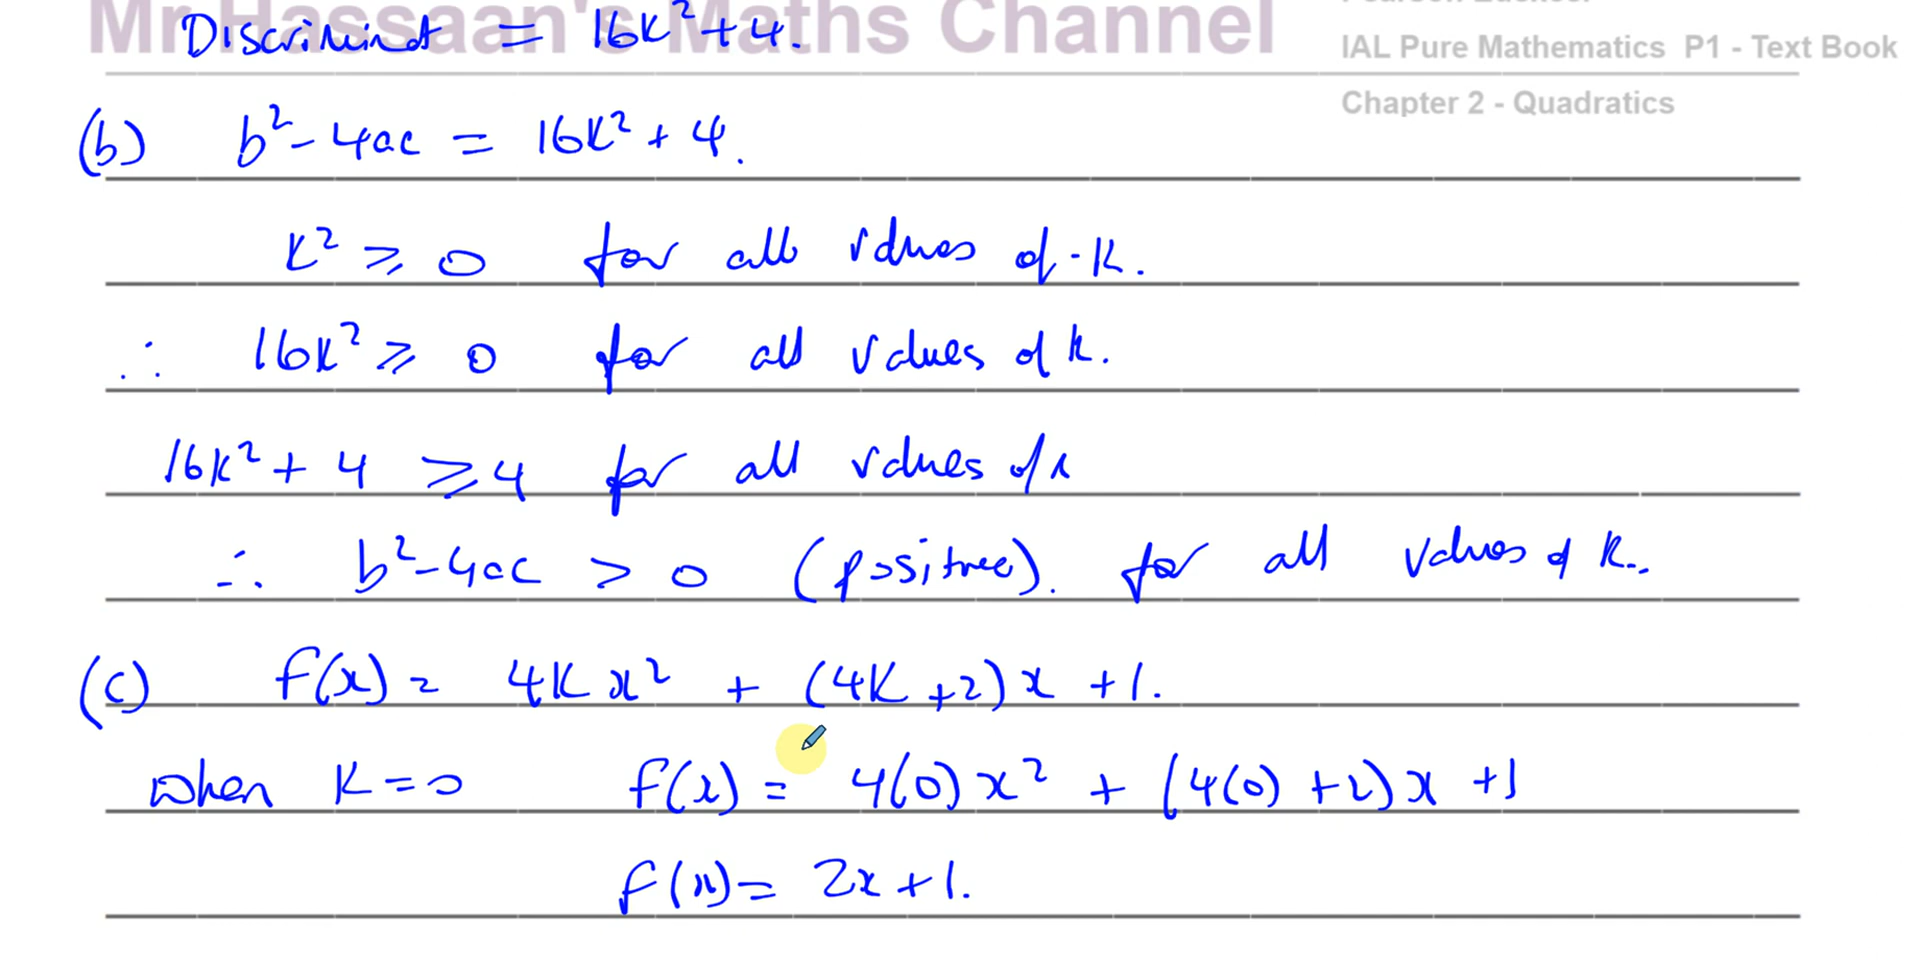 Mr Hassaan's Maths Channel
Discriminant = 16k² + 4.
IAL Pure Mathematics P1 - Text Book
Chapter 2 - Quadratics
(b) b² - 4ac = 16k² + 4.
k² ⩾ 0 for all values of k.
∴ 16k² ⩾ 0 for all values of k.
16k² + 4 ⩾ 4 for all values of k
∴ b² - 4ac > 0 (positive). for all values of k.
(c) f(x) = 4kx² + (4k + 2)x + 1.
when k = 0 f(x) = 4(0)x² + (4(0) + 2)x + 1
f(x) = 2x + 1.